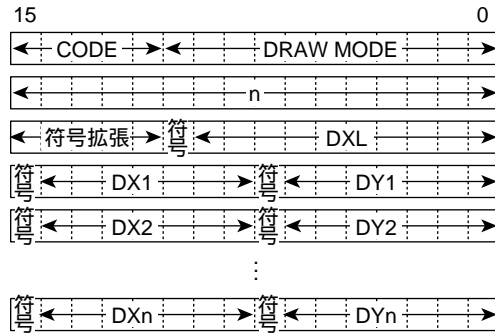 15 0
CODE DRAW MODE
n
符号拡張 符号 DXL
符号 DX1 符号 DY1
符号 DX2 符号 DY2
⋮
符号 DXn 符号 DYn